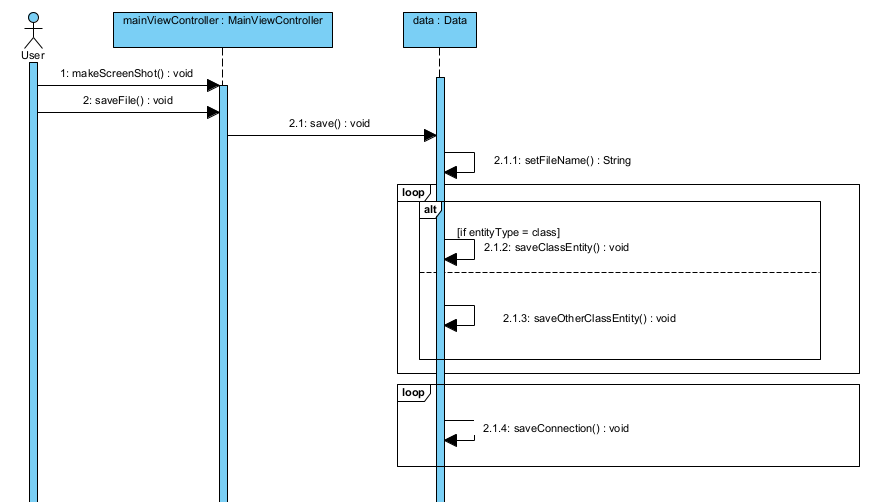 mainViewController : MainViewController
data : Data
User
1: makeScreenShot() : void
2: saveFile() : void
2.1: save() : void
2.1.1: setFileName() : String
loop
alt
[if entityType = class]
2.1.2: saveClassEntity() : void
2.1.3: saveOtherClassEntity() : void
loop
2.1.4: saveConnection() : void